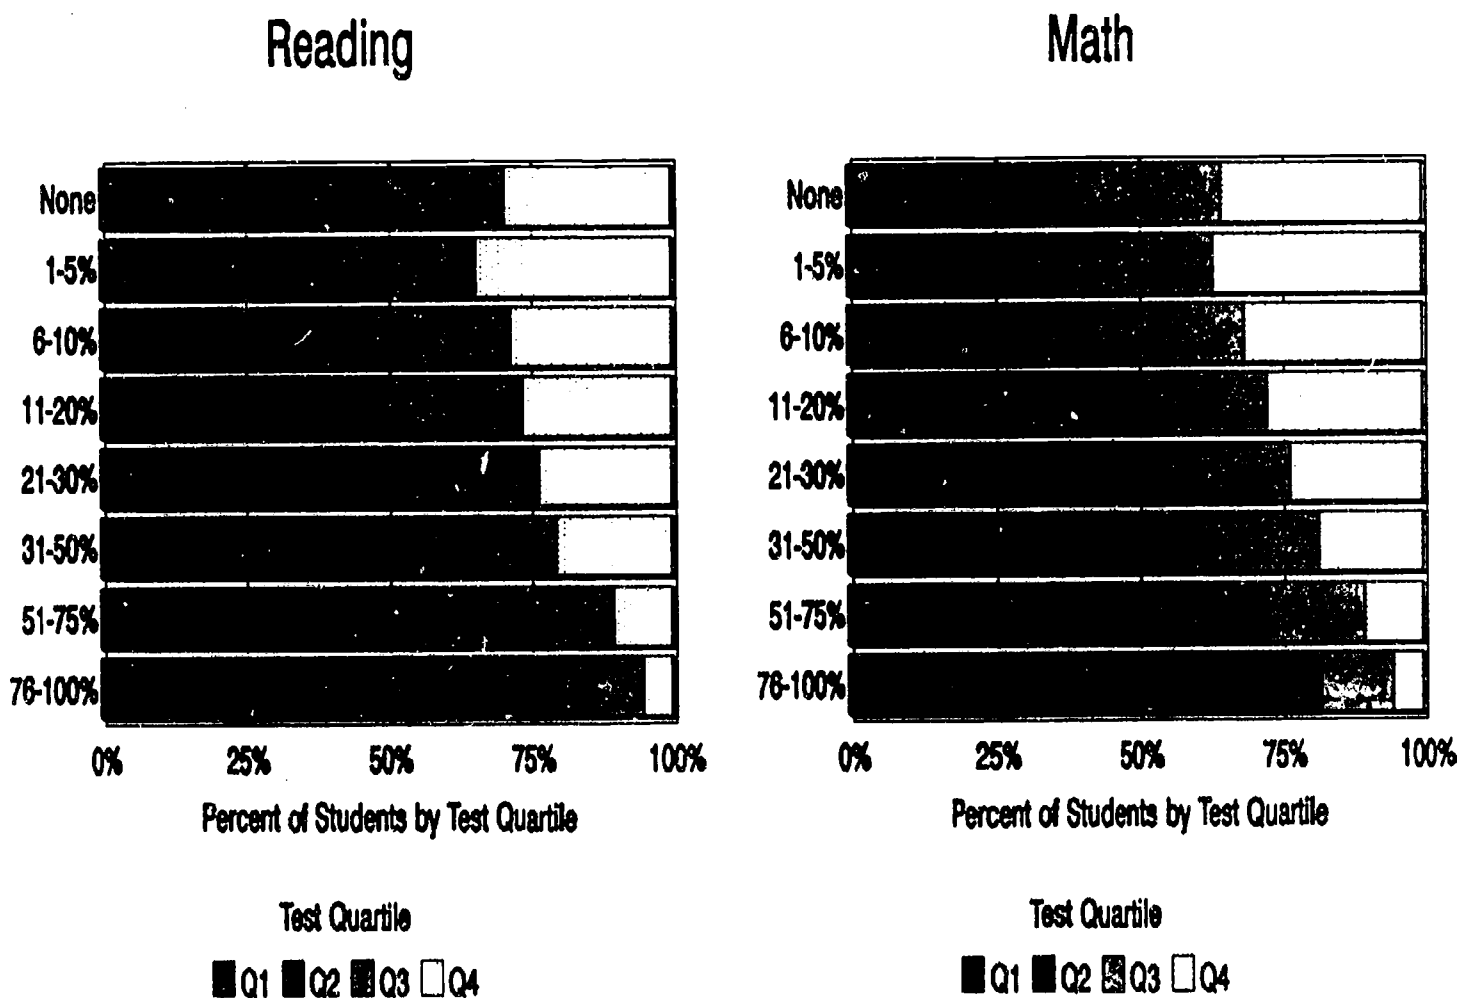 Reading
None
1-5%
6-10%
11-20%
21-30%
31-50%
51-75%
76-100%
0% 25% 50% 75% 100%
Percent of Students by Test Quartile
Test Quartile
Q1 Q2 Q3 Q4
Math
None
1-5%
6-10%
11-20%
21-30%
31-50%
51-75%
76-100%
0% 25% 50% 75% 100%
Percent of Students by Test Quartile
Test Quartile
Q1 Q2 Q3 Q4